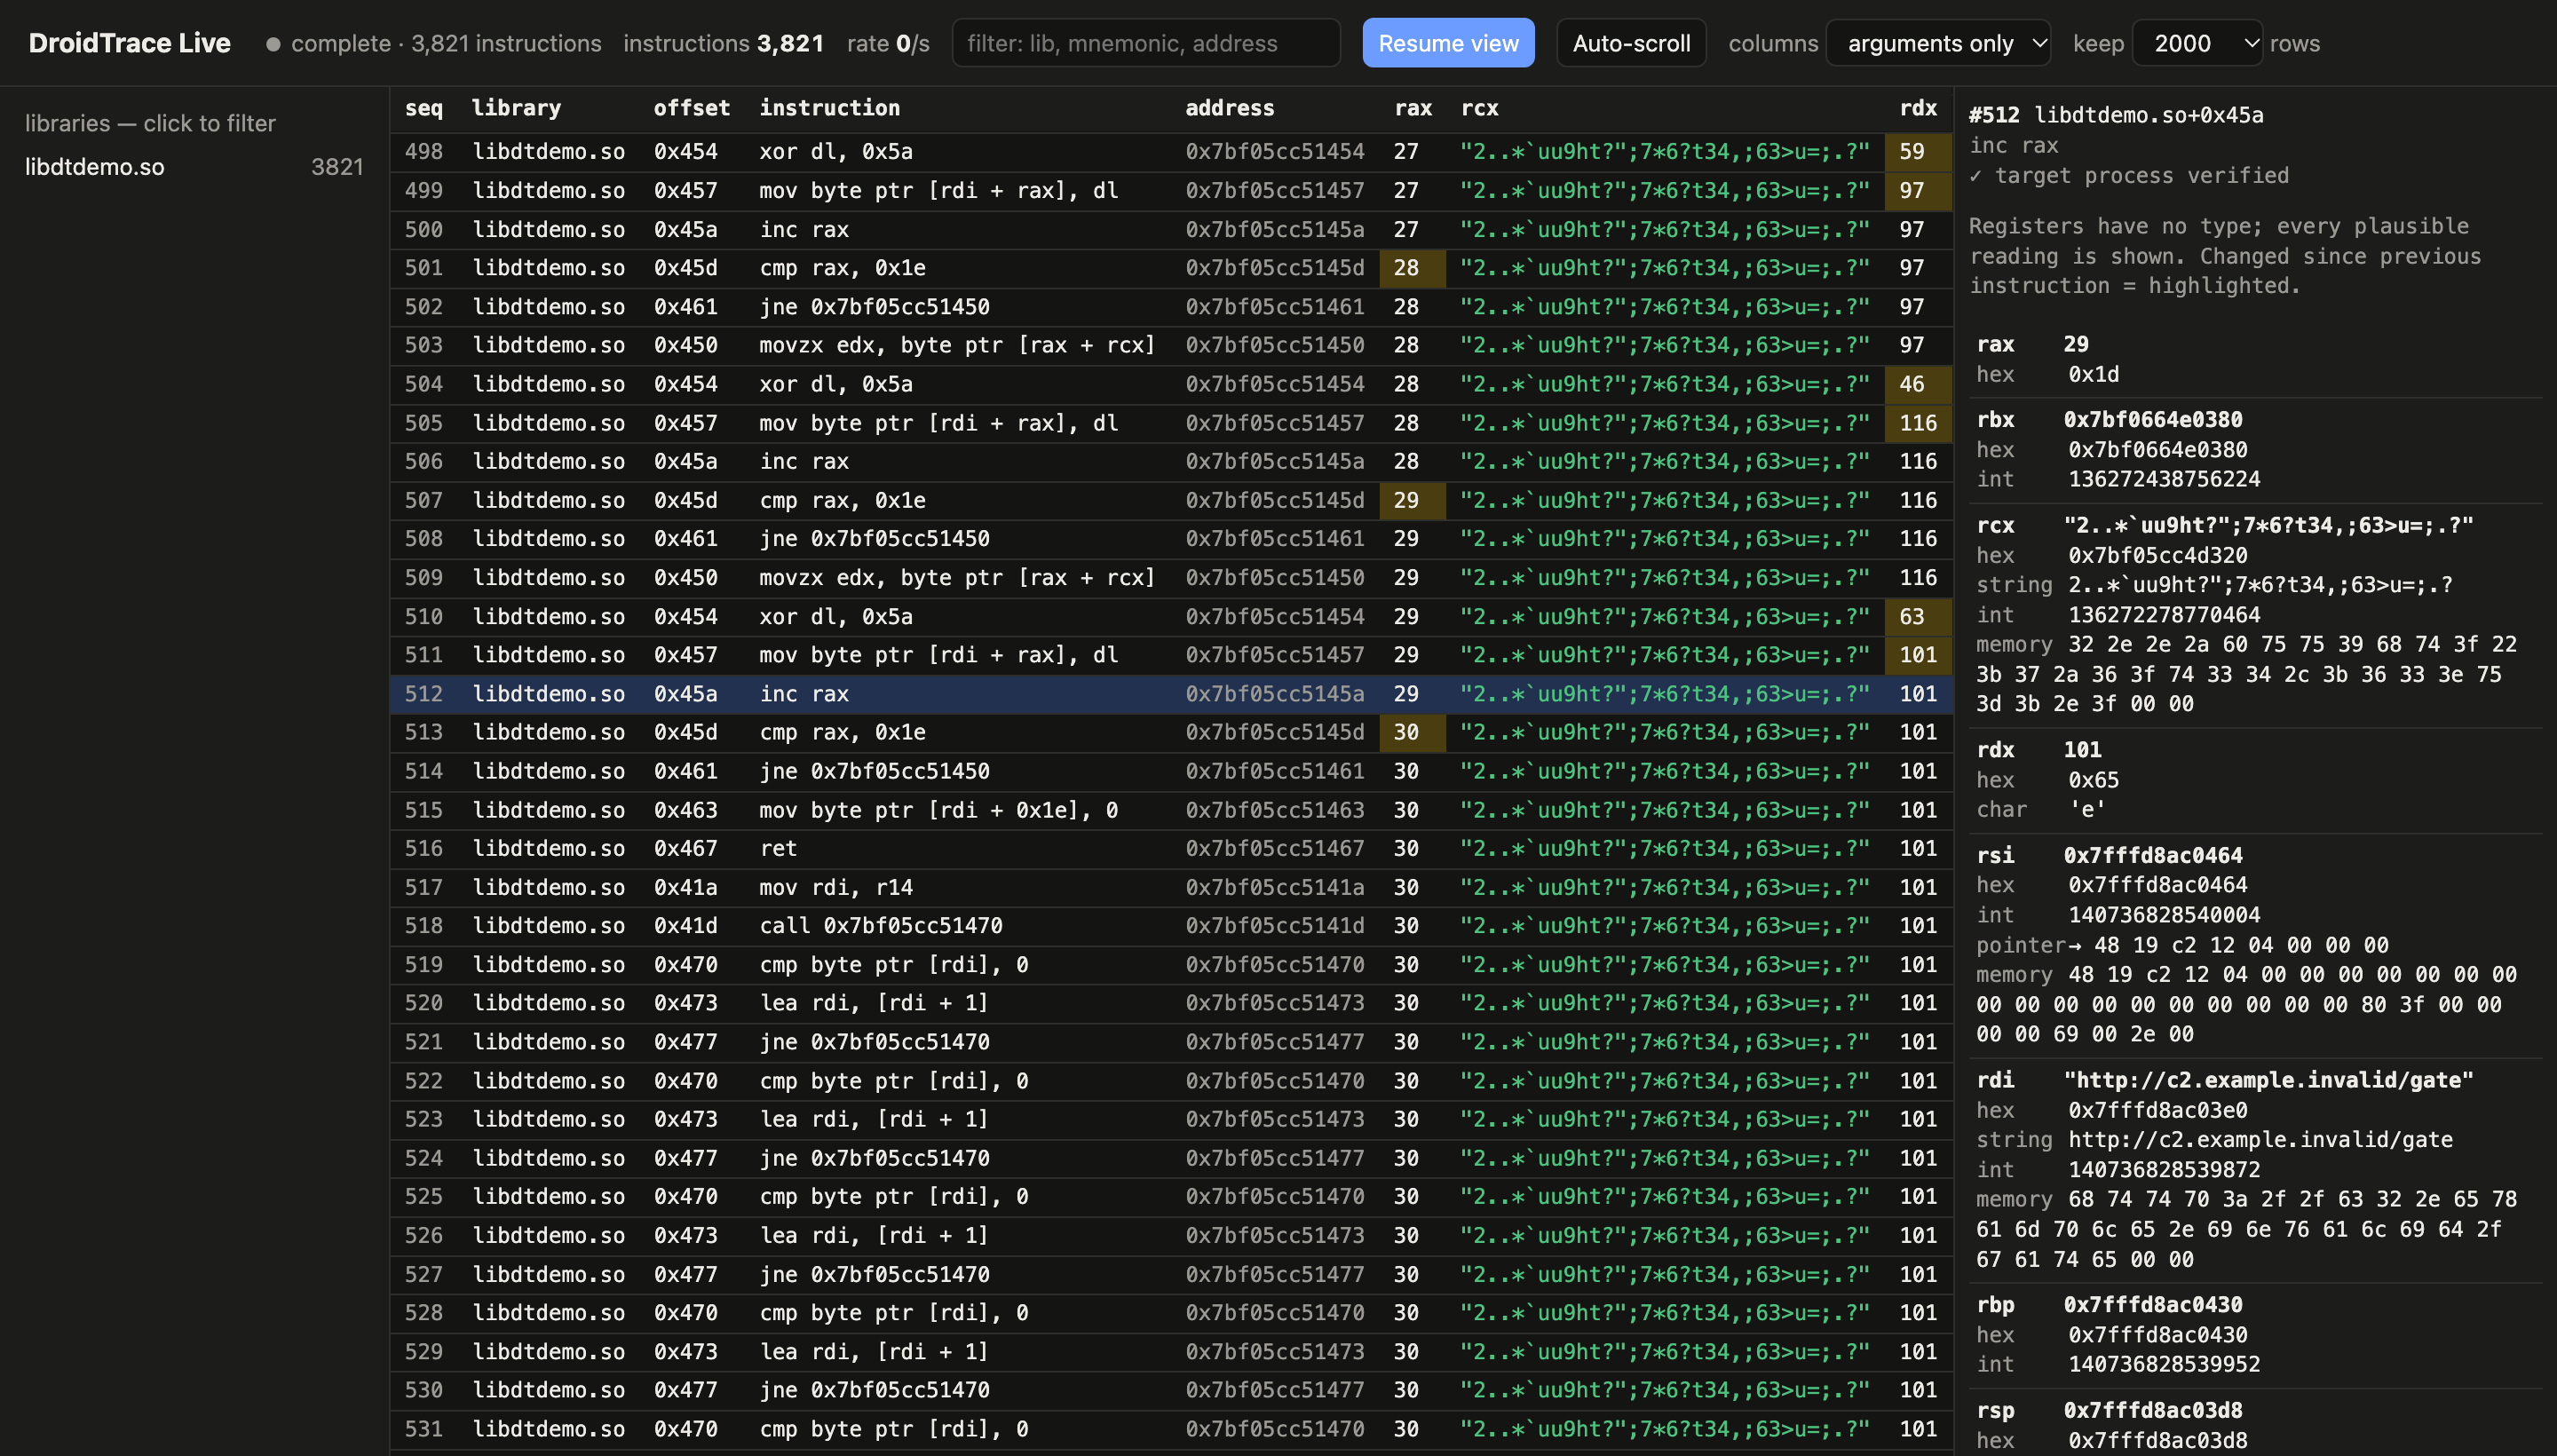 DroidTrace Live ● complete · 3,821 instructions instructions 3,821 rate 0/s filter: lib, mnemonic, address Resume view Auto-scroll columns arguments only keep 2000 rows
libraries — click to filter
libdtdemo.so 3821
seq library offset instruction address rax rcx rdx
498 libdtdemo.so 0x454 xor dl, 0x5a 0x7bf05cc51454 27 "2..*`uu9ht?";7*6?t34,;63>u=;.?" 59
499 libdtdemo.so 0x457 mov byte ptr [rdi + rax], dl 0x7bf05cc51457 27 "2..*`uu9ht?";7*6?t34,;63>u=;.?" 97
500 libdtdemo.so 0x45a inc rax 0x7bf05cc5145a 27 "2..*`uu9ht?";7*6?t34,;63>u=;.?" 97
501 libdtdemo.so 0x45d cmp rax, 0x1e 0x7bf05cc5145d 28 "2..*`uu9ht?";7*6?t34,;63>u=;.?" 97
502 libdtdemo.so 0x461 jne 0x7bf05cc51450 0x7bf05cc51461 28 "2..*`uu9ht?";7*6?t34,;63>u=;.?" 97
503 libdtdemo.so 0x450 movzx edx, byte ptr [rax + rcx] 0x7bf05cc51450 28 "2..*`uu9ht?";7*6?t34,;63>u=;.?" 97
504 libdtdemo.so 0x454 xor dl, 0x5a 0x7bf05cc51454 28 "2..*`uu9ht?";7*6?t34,;63>u=;.?" 46
505 libdtdemo.so 0x457 mov byte ptr [rdi + rax], dl 0x7bf05cc51457 28 "2..*`uu9ht?";7*6?t34,;63>u=;.?" 116
506 libdtdemo.so 0x45a inc rax 0x7bf05cc5145a 28 "2..*`uu9ht?";7*6?t34,;63>u=;.?" 116
507 libdtdemo.so 0x45d cmp rax, 0x1e 0x7bf05cc5145d 29 "2..*`uu9ht?";7*6?t34,;63>u=;.?" 116
508 libdtdemo.so 0x461 jne 0x7bf05cc51450 0x7bf05cc51461 29 "2..*`uu9ht?";7*6?t34,;63>u=;.?" 116
509 libdtdemo.so 0x450 movzx edx, byte ptr [rax + rcx] 0x7bf05cc51450 29 "2..*`uu9ht?";7*6?t34,;63>u=;.?" 116
510 libdtdemo.so 0x454 xor dl, 0x5a 0x7bf05cc51454 29 "2..*`uu9ht?";7*6?t34,;63>u=;.?" 63
511 libdtdemo.so 0x457 mov byte ptr [rdi + rax], dl 0x7bf05cc51457 29 "2..*`uu9ht?";7*6?t34,;63>u=;.?" 101
512 libdtdemo.so 0x45a inc rax 0x7bf05cc5145a 29 "2..*`uu9ht?";7*6?t34,;63>u=;.?" 101
513 libdtdemo.so 0x45d cmp rax, 0x1e 0x7bf05cc5145d 30 "2..*`uu9ht?";7*6?t34,;63>u=;.?" 101
514 libdtdemo.so 0x461 jne 0x7bf05cc51450 0x7bf05cc51461 30 "2..*`uu9ht?";7*6?t34,;63>u=;.?" 101
515 libdtdemo.so 0x463 mov byte ptr [rdi + 0x1e], 0 0x7bf05cc51463 30 "2..*`uu9ht?";7*6?t34,;63>u=;.?" 101
516 libdtdemo.so 0x467 ret 0x7bf05cc51467 30 "2..*`uu9ht?";7*6?t34,;63>u=;.?" 101
517 libdtdemo.so 0x41a mov rdi, r14 0x7bf05cc5141a 30 "2..*`uu9ht?";7*6?t34,;63>u=;.?" 101
518 libdtdemo.so 0x41d call 0x7bf05cc51470 0x7bf05cc5141d 30 "2..*`uu9ht?";7*6?t34,;63>u=;.?" 101
519 libdtdemo.so 0x470 cmp byte ptr [rdi], 0 0x7bf05cc51470 30 "2..*`uu9ht?";7*6?t34,;63>u=;.?" 101
520 libdtdemo.so 0x473 lea rdi, [rdi + 1] 0x7bf05cc51473 30 "2..*`uu9ht?";7*6?t34,;63>u=;.?" 101
521 libdtdemo.so 0x477 jne 0x7bf05cc51470 0x7bf05cc51477 30 "2..*`uu9ht?";7*6?t34,;63>u=;.?" 101
522 libdtdemo.so 0x470 cmp byte ptr [rdi], 0 0x7bf05cc51470 30 "2..*`uu9ht?";7*6?t34,;63>u=;.?" 101
523 libdtdemo.so 0x473 lea rdi, [rdi + 1] 0x7bf05cc51473 30 "2..*`uu9ht?";7*6?t34,;63>u=;.?" 101
524 libdtdemo.so 0x477 jne 0x7bf05cc51470 0x7bf05cc51477 30 "2..*`uu9ht?";7*6?t34,;63>u=;.?" 101
525 libdtdemo.so 0x470 cmp byte ptr [rdi], 0 0x7bf05cc51470 30 "2..*`uu9ht?";7*6?t34,;63>u=;.?" 101
526 libdtdemo.so 0x473 lea rdi, [rdi + 1] 0x7bf05cc51473 30 "2..*`uu9ht?";7*6?t34,;63>u=;.?" 101
527 libdtdemo.so 0x477 jne 0x7bf05cc51470 0x7bf05cc51477 30 "2..*`uu9ht?";7*6?t34,;63>u=;.?" 101
528 libdtdemo.so 0x470 cmp byte ptr [rdi], 0 0x7bf05cc51470 30 "2..*`uu9ht?";7*6?t34,;63>u=;.?" 101
529 libdtdemo.so 0x473 lea rdi, [rdi + 1] 0x7bf05cc51473 30 "2..*`uu9ht?";7*6?t34,;63>u=;.?" 101
530 libdtdemo.so 0x477 jne 0x7bf05cc51470 0x7bf05cc51477 30 "2..*`uu9ht?";7*6?t34,;63>u=;.?" 101
531 libdtdemo.so 0x470 cmp byte ptr [rdi], 0 0x7bf05cc51470 30 "2..*`uu9ht?";7*6?t34,;63>u=;.?" 101
#512 libdtdemo.so+0x45a
inc rax
✓ target process verified
Registers have no type; every plausible
reading is shown. Changed since previous
instruction = highlighted.
rax 29
hex 0x1d
rbx 0x7bf0664e0380
hex 0x7bf0664e0380
int 136272438756224
rcx "2..*`uu9ht?";7*6?t34,;63>u=;.?"
hex 0x7bf05cc4d320
string 2..*`uu9ht?";7*6?t34,;63>u=;.?
int 136272278770464
memory 32 2e 2e 2a 60 75 75 39 68 74 3f 22
3b 37 2a 36 3f 74 33 34 2c 3b 36 33 3e 75
3d 3b 2e 3f 00 00
rdx 101
hex 0x65
char 'e'
rsi 0x7fffd8ac0464
hex 0x7fffd8ac0464
int 140736828540004
pointer→ 48 19 c2 12 04 00 00 00
memory 48 19 c2 12 04 00 00 00 00 00 00 00
00 00 00 00 00 00 00 00 00 00 80 3f 00 00
00 00 69 00 2e 00
rdi "http://c2.example.invalid/gate"
hex 0x7fffd8ac03e0
string http://c2.example.invalid/gate
int 140736828539872
memory 68 74 74 70 3a 2f 2f 63 32 2e 65 78
61 6d 70 6c 65 2e 69 6e 76 61 6c 69 64 2f
67 61 74 65 00 00
rbp 0x7fffd8ac0430
hex 0x7fffd8ac0430
int 140736828539952
rsp 0x7fffd8ac03d8
hex 0x7fffd8ac03d8